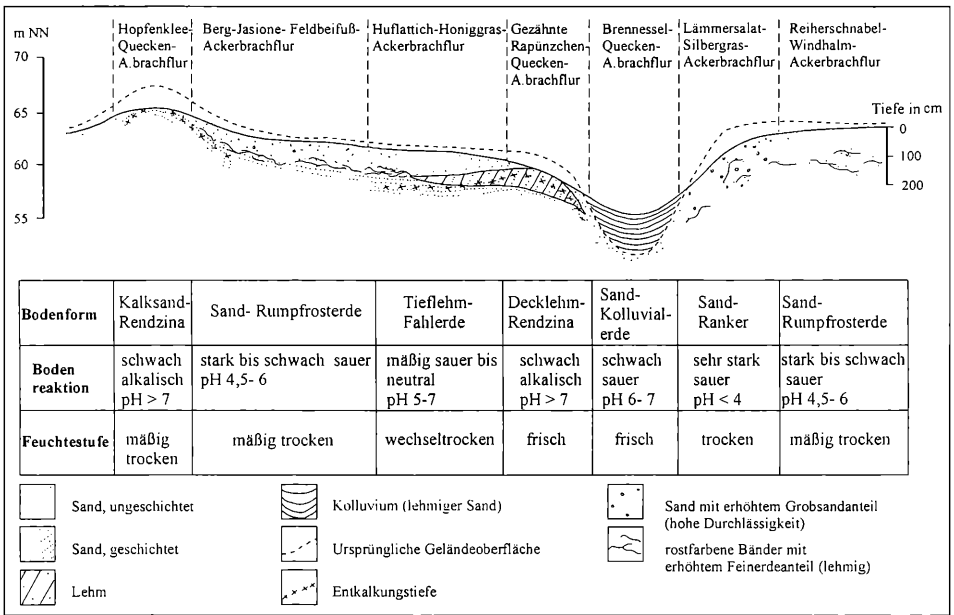 m NN
70
65
60
55
Hopfenklee-
Quecken-
A.brachflur
Berg-Jasione- Feldbeifuß-
Ackerbrachflur
Huflattich-Honiggras-
Ackerbrachflur
Gezähnte
Rapünzchen-
Quecken-
A.brachflur
Brennessel-
Quecken-
A.brachflur
Lämmersalat-
Silbergras-
Ackerbrachflur
Reiherschnabel-
Windhalm-
Ackerbrachflur
Tiefe in cm
0
100
200
Bodenform
Kalksand-
Rendzina
Sand- Rumpfrosterde
Tieflehm-
Fahlerde
Decklehm-
Rendzina
Sand-
Kolluvial-
erde
Sand-
Ranker
Sand-
Rumpfrosterde
Boden
reaktion
schwach
alkalisch
pH > 7
stark bis schwach sauer
pH 4,5- 6
mäßig sauer bis
neutral
pH 5-7
schwach
alkalisch
pH > 7
schwach
sauer
pH 6- 7
sehr stark
sauer
pH < 4
stark bis schwach
sauer
pH 4,5- 6
Feuchtestufe
mäßig
trocken
mäßig trocken
wechseltrocken
frisch
frisch
trocken
mäßig trocken
Sand, ungeschichtet
Sand, geschichtet
Lehm
Kolluvium (lehmiger Sand)
Ursprüngliche Geländeoberfläche
Entkalkungstiefe
Sand mit erhöhtem Grobsandanteil
(hohe Durchlässigkeit)
rostfarbene Bänder mit
erhöhtem Feinerdeanteil (lehmig)